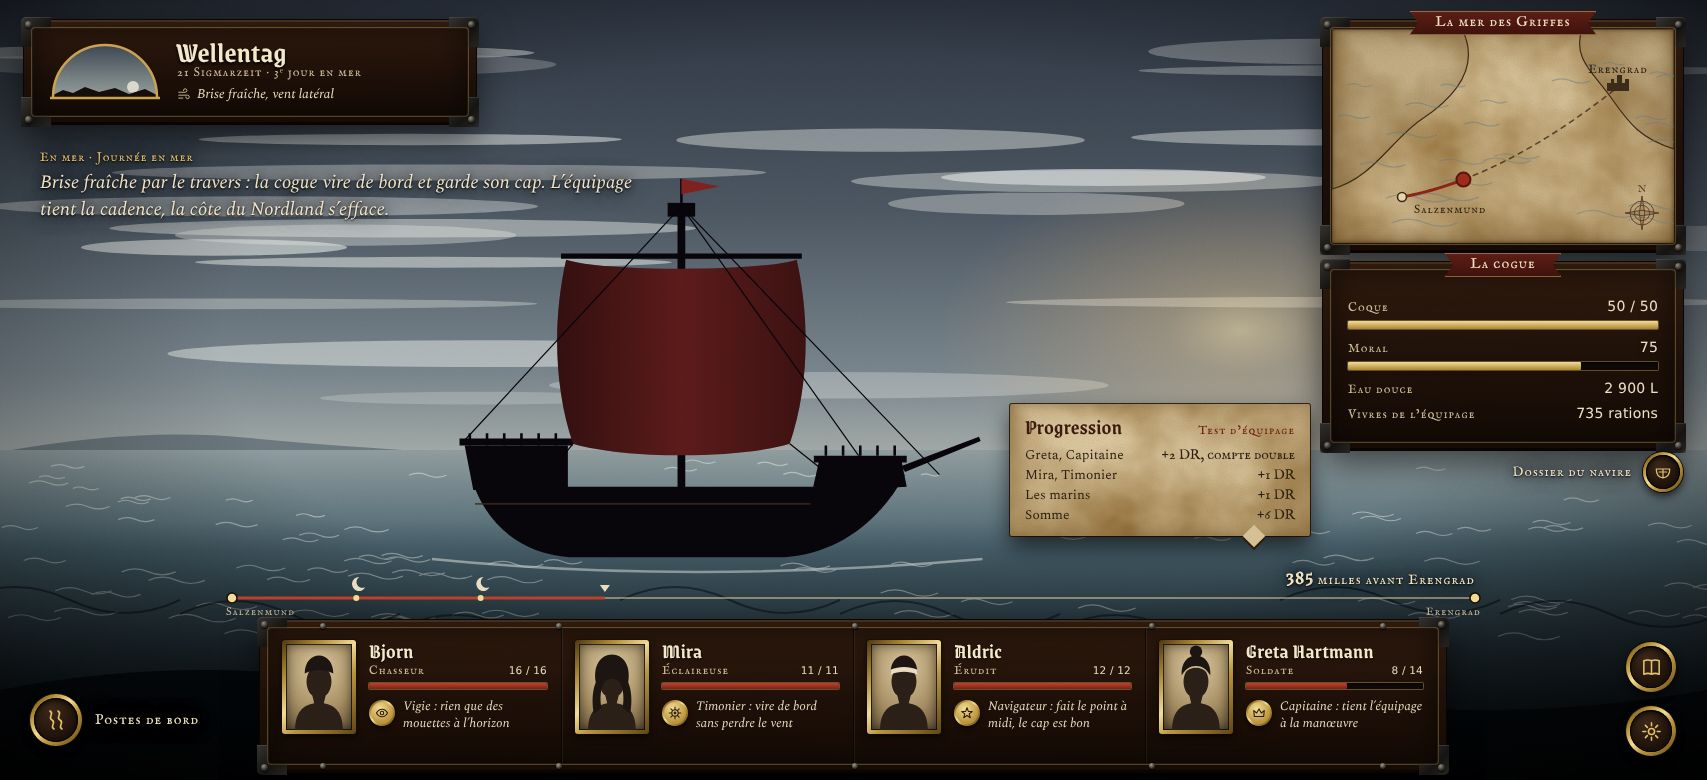 Wellentag
21 Sigmarzeit · 3e jour en mer
Brise fraîche, vent latéral
En mer · Journée en mer
Brise fraîche par le travers : la cogue vire de bord et garde son cap. L'équipage
tient la cadence, la côte du Nordland s'efface.
La mer des Griffes
Erengrad
N
Salzenmund
La cogue
Coque 50 / 50
Moral 75
Eau douce 2 900 L
Vivres de l'équipage 735 rations
Dossier du navire
Progression Test d'équipage
Greta, Capitaine +2 DR, compte double
Mira, Timonier +1 DR
Les marins +1 DR
Somme +6 DR
385 milles avant Erengrad
Salzenmund Erengrad
Postes de bord
Bjorn
Chasseur 16 / 16
Vigie : rien que des
mouettes à l'horizon
Mira
Éclaireuse 11 / 11
Timonier : vire de bord
sans perdre le vent
Aldric
Érudit 12 / 12
Navigateur : fait le point à
midi, le cap est bon
Greta Hartmann
Soldate 8 / 14
Capitaine : tient l'équipage
à la manœuvre